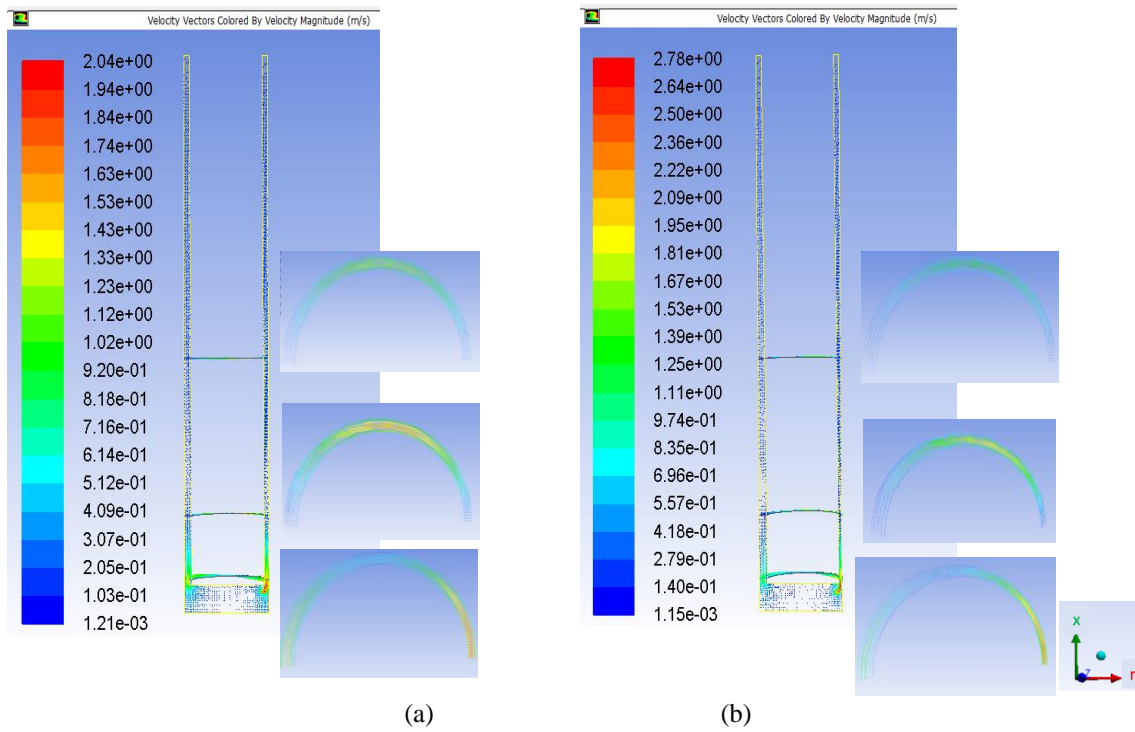 Velocity Vectors Colored By Velocity Magnitude (m/s)
2.04e+00
1.94e+00
1.84e+00
1.74e+00
1.63e+00
1.53e+00
1.43e+00
1.33e+00
1.23e+00
1.12e+00
1.02e+00
9.20e-01
8.18e-01
7.16e-01
6.14e-01
5.12e-01
4.09e-01
3.07e-01
2.05e-01
1.03e-01
1.21e-03
(a)
Velocity Vectors Colored By Velocity Magnitude (m/s)
2.78e+00
2.64e+00
2.50e+00
2.36e+00
2.22e+00
2.09e+00
1.95e+00
1.81e+00
1.67e+00
1.53e+00
1.39e+00
1.25e+00
1.11e+00
9.74e-01
8.35e-01
6.96e-01
5.57e-01
4.18e-01
2.79e-01
1.40e-01
1.15e-03
x
z
r
(b)